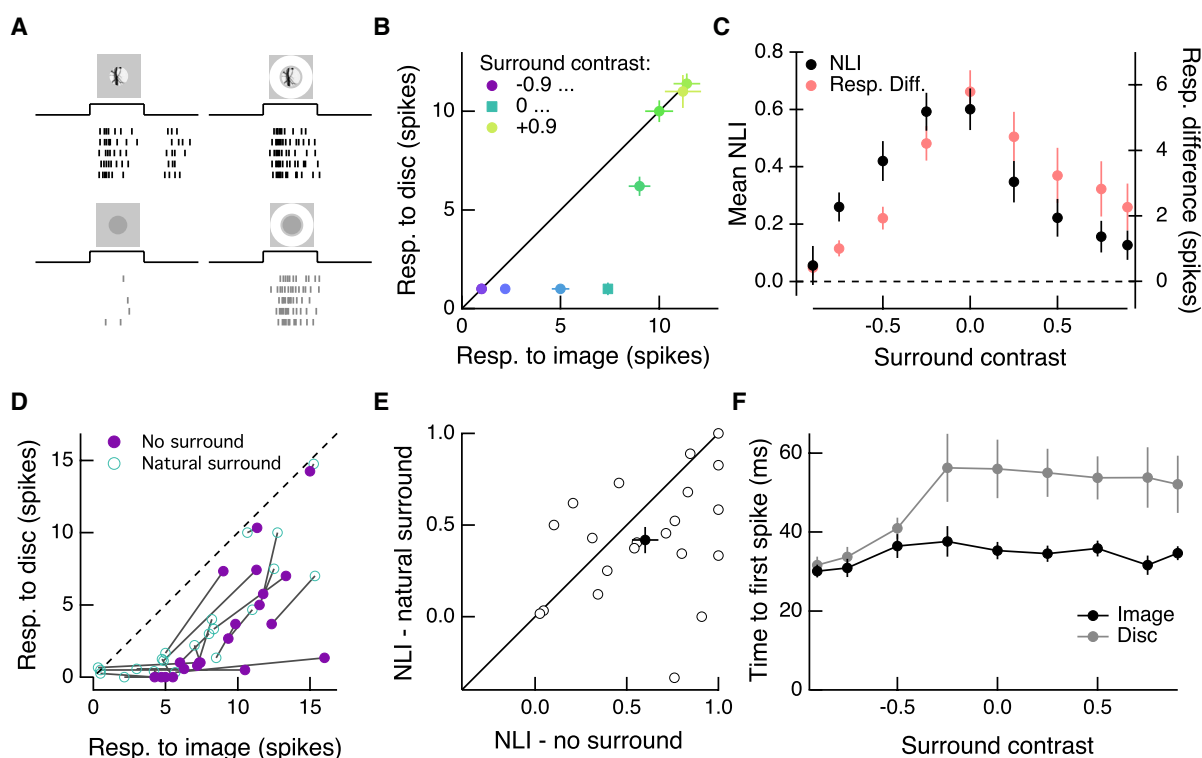 A
B
Resp. to disc (spikes)
10
5
0
Surround contrast:
-0.9 ...
0 ...
+0.9
0
5
10
Resp. to image (spikes)
C
Mean NLI
0.8
0.6
0.4
0.2
0.0
NLI
Resp. Diff.
6
4
2
0
Resp. difference (spikes)
-0.5
0.0
0.5
Surround contrast
D
Resp. to disc (spikes)
15
10
5
0
No surround
Natural surround
0
5
10
15
Resp. to image (spikes)
E
NLI - natural surround
1.0
0.5
0.0
0.0
0.5
1.0
NLI - no surround
F
Time to first spike (ms)
60
40
20
0
Image
Disc
-0.5
0.0
0.5
Surround contrast